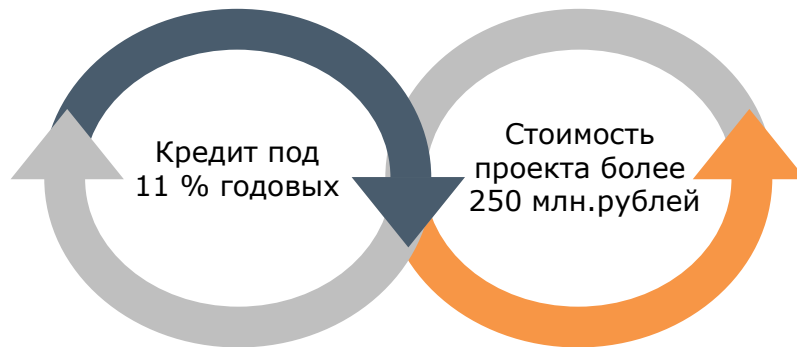 Кредит под
11 % годовых
Стоимость
проекта более
250 млн.рублей